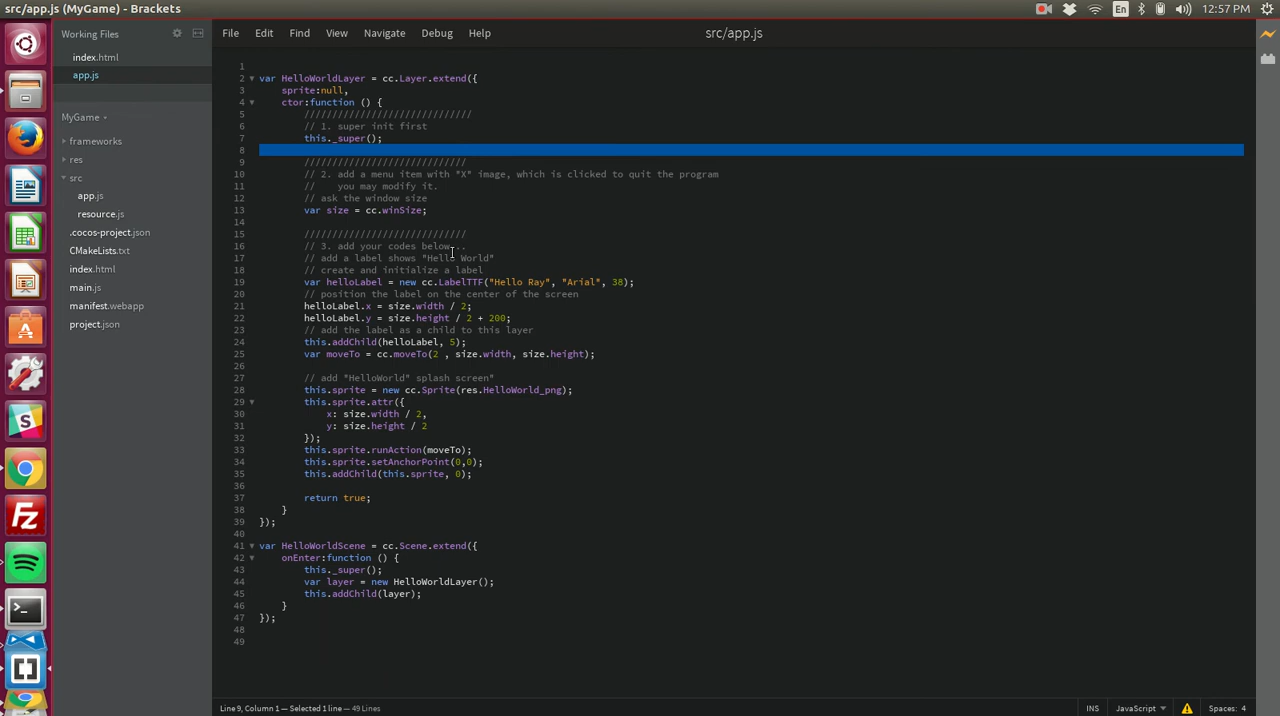 src/app.js (MyGame) - Brackets
En
12:57 PM
Working Files
index.html
app.js
MyGame
frameworks
res
src
app.js
resource.js
.cocos-project.json
CMakeLists.txt
index.html
main.js
manifest.webapp
project.json
File Edit Find View Navigate Debug Help
src/app.js
1
2 var HelloWorldLayer = cc.Layer.extend({
3 sprite:null,
4 ctor:function () {
5 //////////////////////////////
6 // 1. super init first
7 this._super();
8
9 /////////////////////////////
10 // 2. add a menu item with "X" image, which is clicked to quit the program
11 //    you may modify it.
12 // ask the window size
13 var size = cc.winSize;
14
15 /////////////////////////////
16 // 3. add your codes below...
17 // add a label shows "Hello World"
18 // create and initialize a label
19 var helloLabel = new cc.LabelTTF("Hello Ray", "Arial", 38);
20 // position the label on the center of the screen
21 helloLabel.x = size.width / 2;
22 helloLabel.y = size.height / 2 + 200;
23 // add the label as a child to this layer
24 this.addChild(helloLabel, 5);
25 var moveTo = cc.moveTo(2 , size.width, size.height);
26
27 // add "HelloWorld" splash screen"
28 this.sprite = new cc.Sprite(res.HelloWorld_png);
29 this.sprite.attr({
30 x: size.width / 2,
31 y: size.height / 2
32 });
33 this.sprite.runAction(moveTo);
34 this.sprite.setAnchorPoint(0,0);
35 this.addChild(this.sprite, 0);
36
37 return true;
38 }
39 });
40
41 var HelloWorldScene = cc.Scene.extend({
42 onEnter:function () {
43 this._super();
44 var layer = new HelloWorldLayer();
45 this.addChild(layer);
46 }
47 });
48
49
Line 9, Column 1 — Selected 1 line — 49 Lines
INS JavaScript Spaces: 4